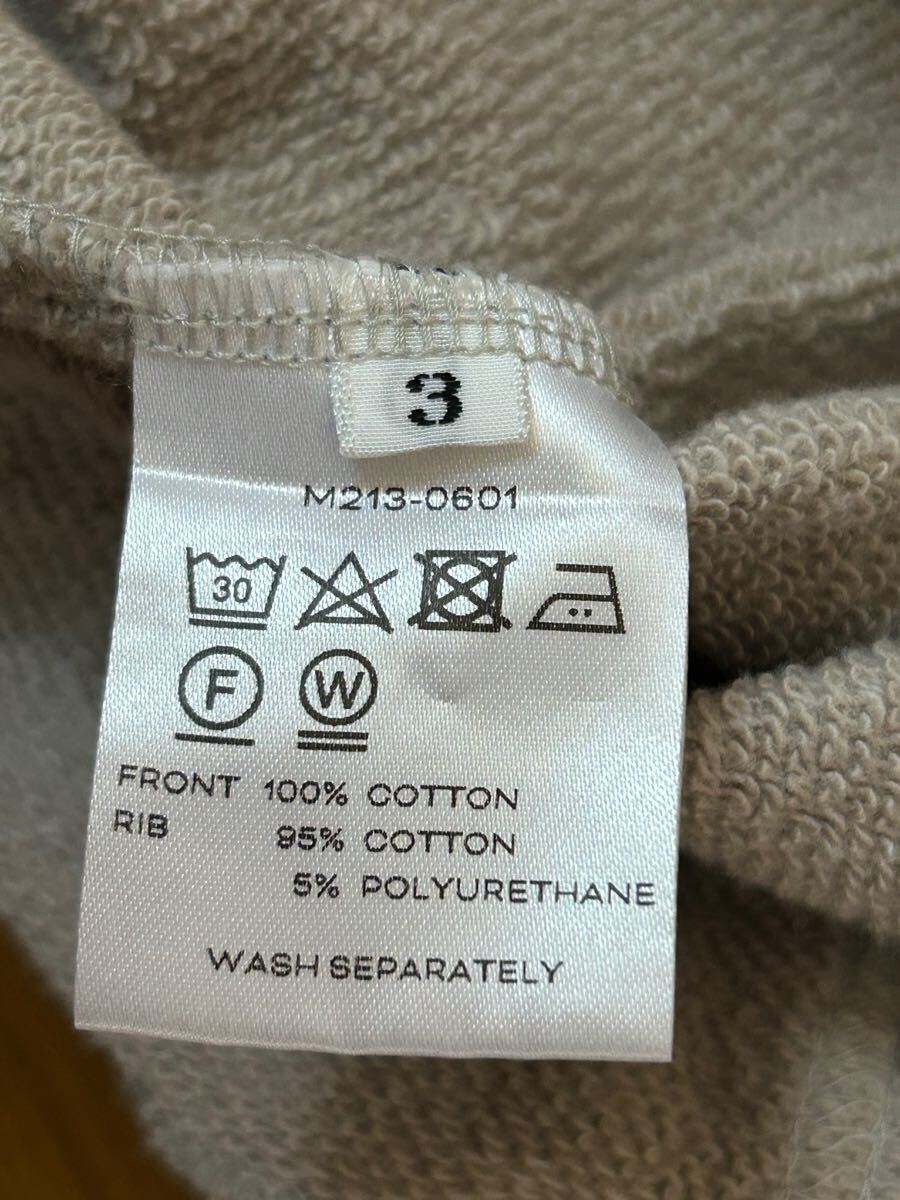 3
M213-0601
30
F W
FRONT 100% COTTON
RIB 95% COTTON
5% POLYURETHANE
WASH SEPARATELY